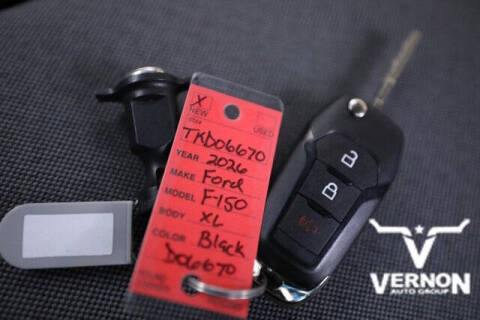 X
NEW USED
TKD06670
YEAR 2026
MAKE Ford
MODEL F150
BODY XL
COLOR Black
D06670
VERNON
AUTO GROUP